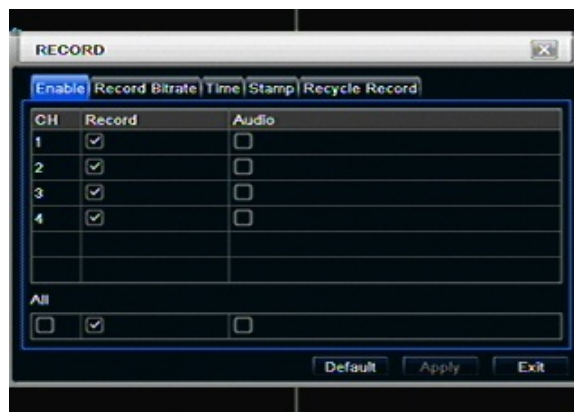 RECORD
Enable Record Bitrate Time Stamp Recycle Record
CH Record Audio
1
2
3
4
All
Default Apply Exit